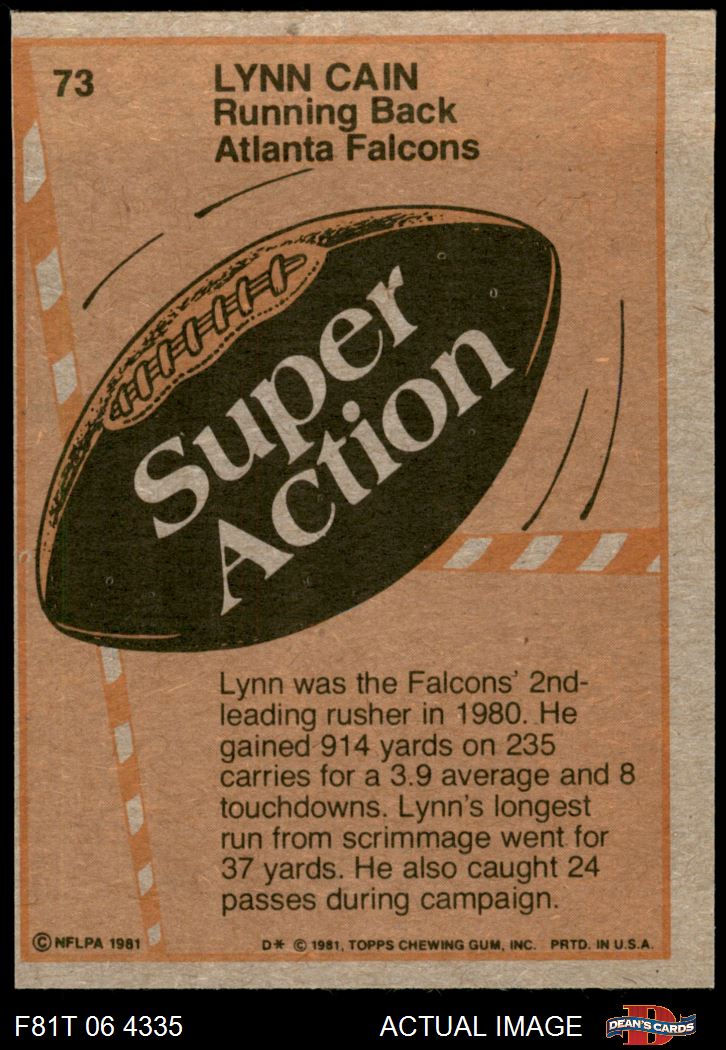 73
LYNN CAIN
Running Back
Atlanta Falcons
Super
Action
Lynn was the Falcons' 2nd-
leading rusher in 1980. He
gained 914 yards on 235
carries for a 3.9 average and 8
touchdowns. Lynn's longest
run from scrimmage went for
37 yards. He also caught 24
passes during campaign.
© NFLPA 1981 D* © 1981, TOPPS CHEWING GUM, INC. PRTD. IN U.S.A.
F81T 06 4335 ACTUAL IMAGE D DEAN'S CARDS